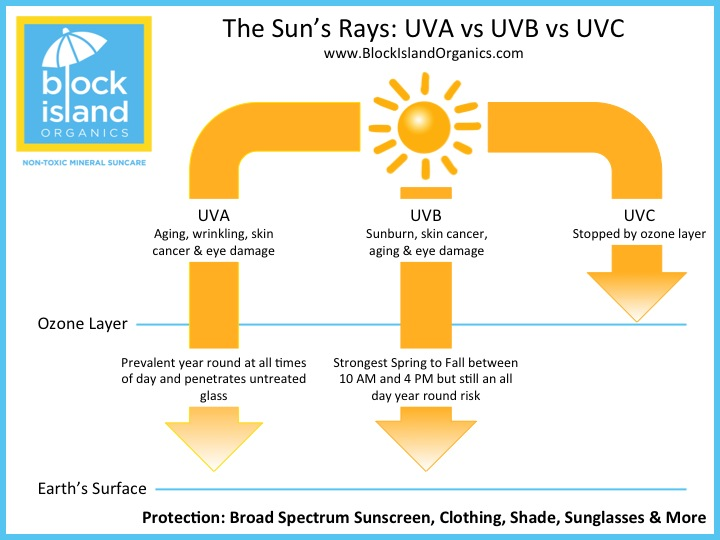 The Sun's Rays: UVA vs UVB vs UVC
www.BlockIslandOrganics.com
block
island
ORGANICS
NON-TOXIC MINERAL SUNCARE
UVA
Aging, wrinkling, skin
cancer & eye damage
UVB
Sunburn, skin cancer,
aging & eye damage
UVC
Stopped by ozone layer
Ozone Layer
Prevalent year round at all times
of day and penetrates untreated
glass
Strongest Spring to Fall between
10 AM and 4 PM but still an all
day year round risk
Earth's Surface
Protection: Broad Spectrum Sunscreen, Clothing, Shade, Sunglasses & More